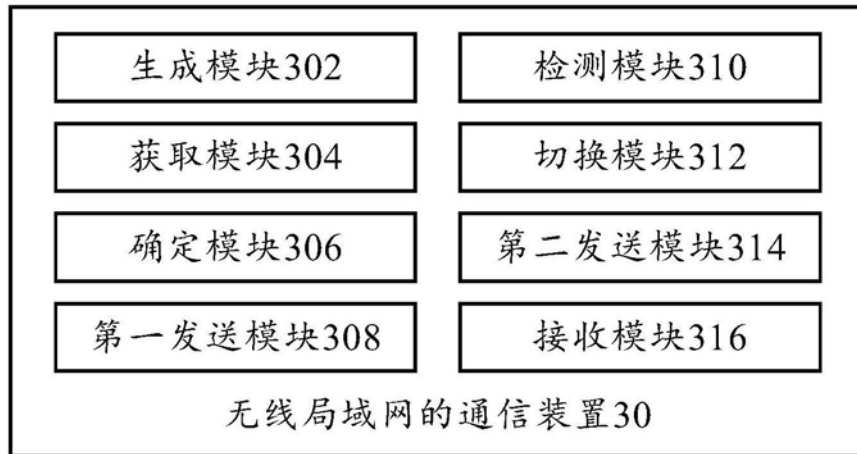 生成模块302
检测模块310
获取模块304
切换模块312
确定模块306
第二发送模块314
第一发送模块308
接收模块316
无线局域网的通信装置30